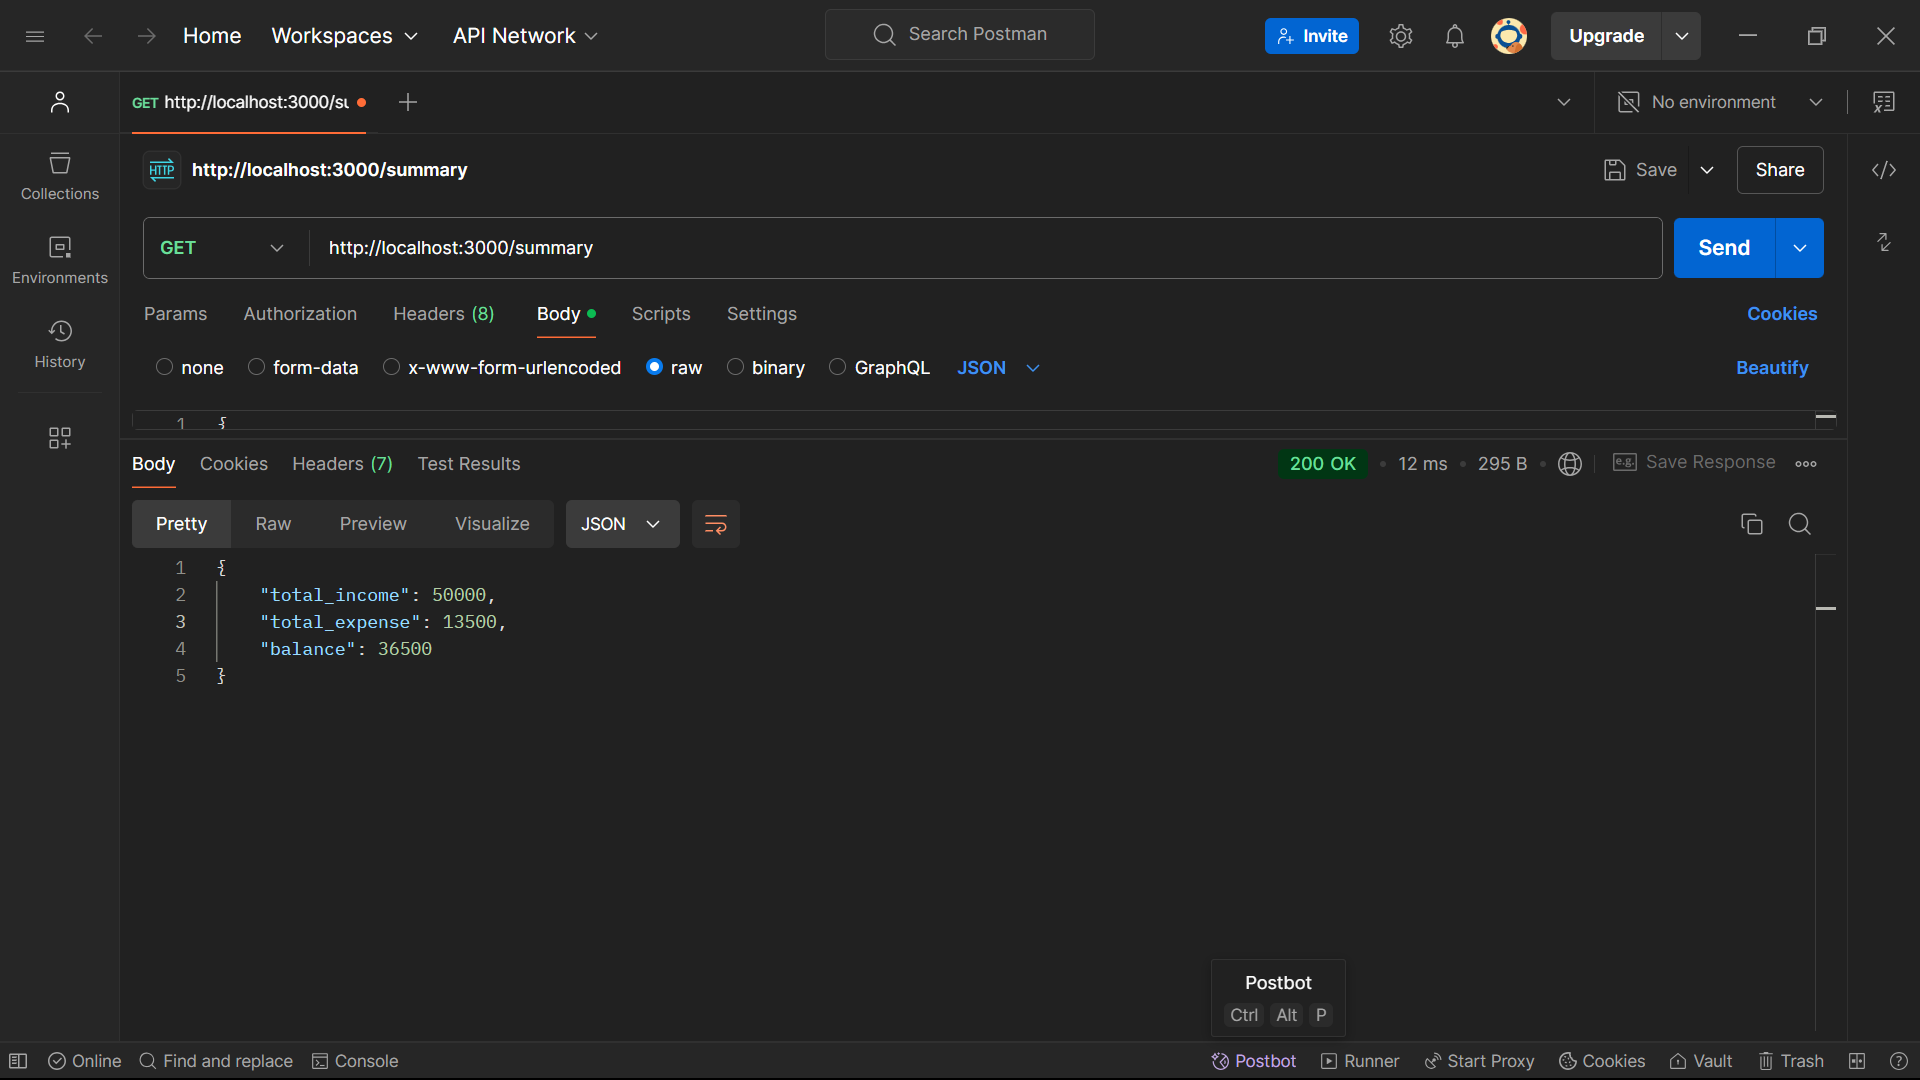 Home Workspaces API Network Search Postman Invite Upgrade
GET http://localhost:3000/su No environment
HTTP http://localhost:3000/summary Save Share
Collections
GET http://localhost:3000/summary Send
Environments
Params Authorization Headers (8) Body Scripts Settings Cookies
History
none form-data x-www-form-urlencoded raw binary GraphQL JSON Beautify
1 {
Body Cookies Headers (7) Test Results 200 OK 12 ms 295 B e.g. Save Response
Pretty Raw Preview Visualize JSON
1 {
2 "total_income": 50000,
3 "total_expense": 13500,
4 "balance": 36500
5 }
Postbot
Ctrl Alt P
Online Find and replace Console Postbot Runner Start Proxy Cookies Vault Trash